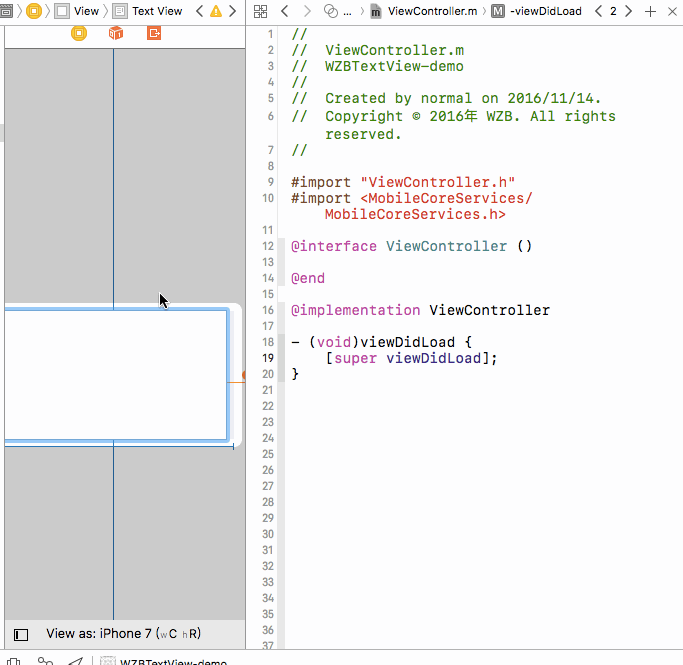 View Text View
... ViewController.m M -viewDidLoad 2
1 //
2 //  ViewController.m
3 //  WZBTextView-demo
4 //
5 //  Created by normal on 2016/11/14.
6 //  Copyright © 2016年 WZB. All rights
reserved.
7 //
8
9 #import "ViewController.h"
10 #import <MobileCoreServices/
MobileCoreServices.h>
11
12 @interface ViewController ()
13
14 @end
15
16 @implementation ViewController
17
18 - (void)viewDidLoad {
19     [super viewDidLoad];
20 }
21
22
23
24
25
26
27
28
29
30
31
32
33
34
35
36
37
View as: iPhone 7 (wC hR)
WZBTextView-demo